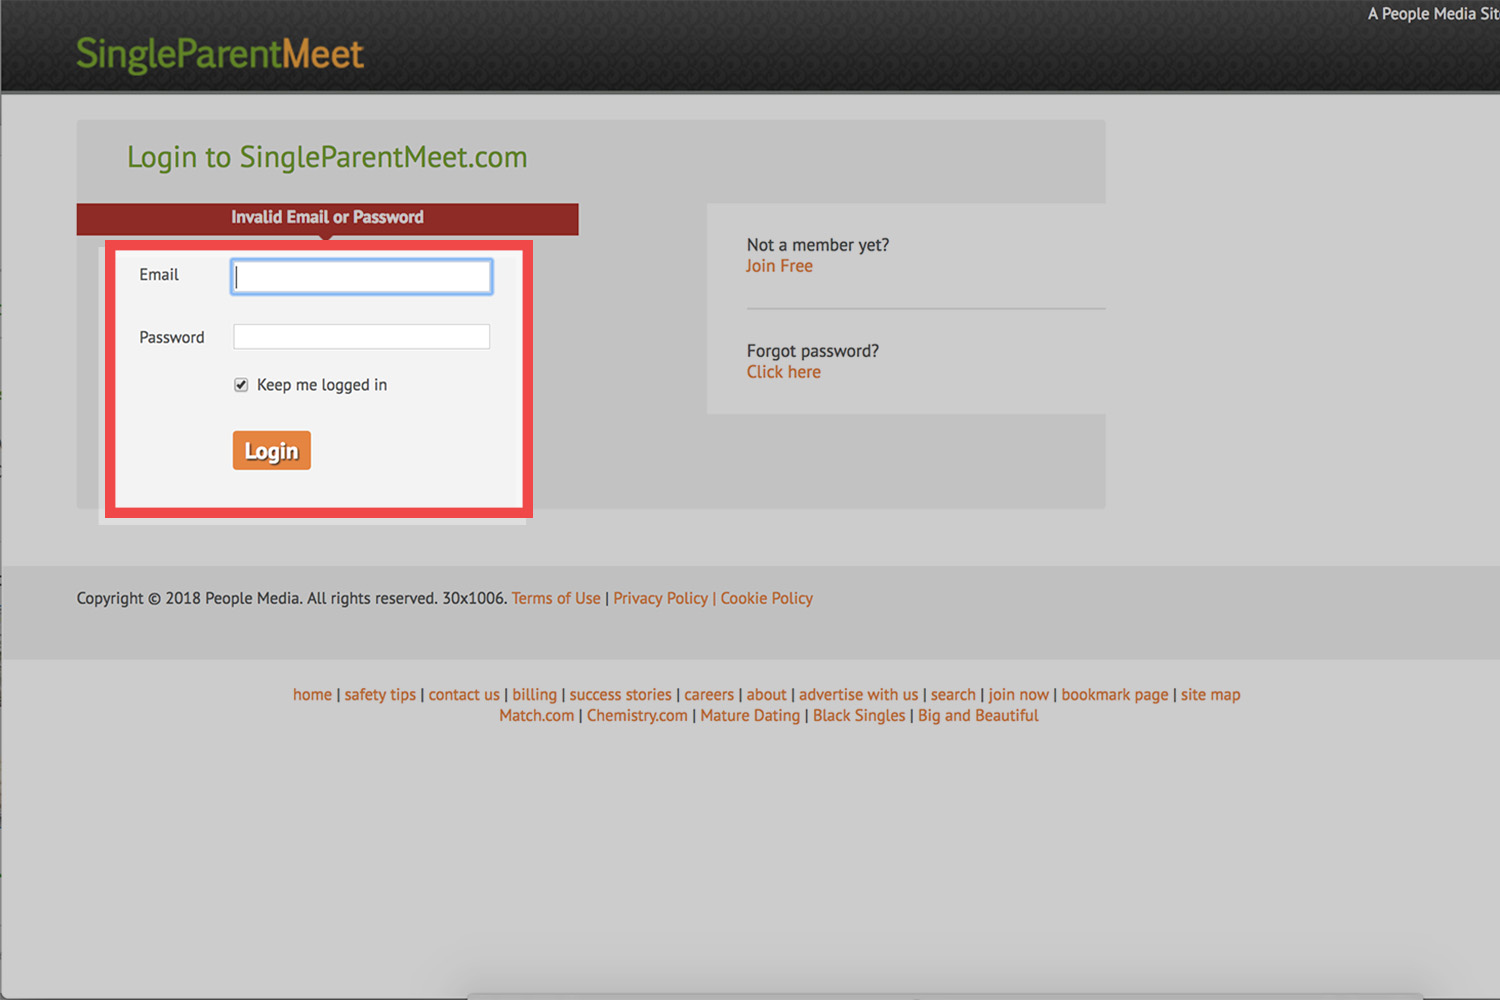 A People Media Site
SingleParentMeet
Login to SingleParentMeet.com
Invalid Email or Password
Email
Password
Keep me logged in
Login
Not a member yet?
Join Free
Forgot password?
Click here
Copyright © 2018 People Media. All rights reserved. 30x1006. Terms of Use | Privacy Policy | Cookie Policy
home | safety tips | contact us | billing | success stories | careers | about | advertise with us | search | join now | bookmark page | site map
Match.com | Chemistry.com | Mature Dating | Black Singles | Big and Beautiful